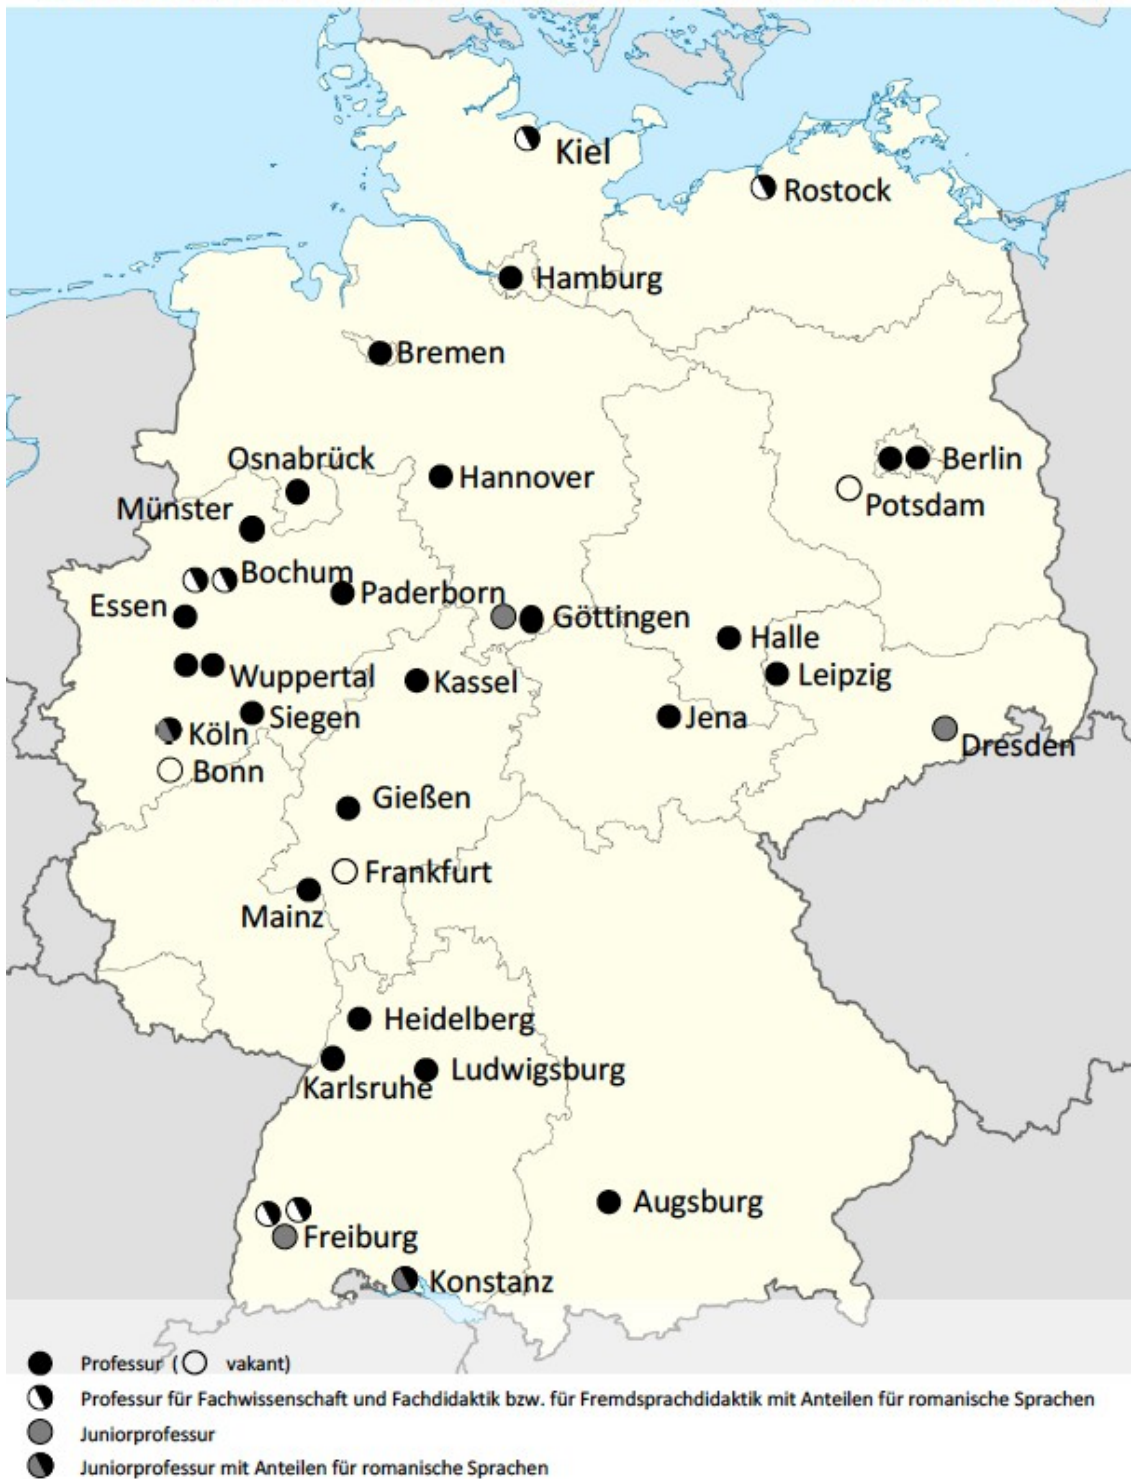 Kiel
Rostock
Hamburg
Bremen
Osnabrück
Hannover
Berlin
Potsdam
Münster
Bochum
Paderborn
Essen
Göttingen
Halle
Wuppertal
Kassel
Leipzig
Siegen
Jena
Köln
Dresden
Bonn
Gießen
Frankfurt
Mainz
Heidelberg
Ludwigsburg
Karlsruhe
Augsburg
Freiburg
Konstanz
Professur ( vakant)
Professur für Fachwissenschaft und Fachdidaktik bzw. für Fremdsprachdidaktik mit Anteilen für romanische Sprachen
Juniorprofessur
Juniorprofessur mit Anteilen für romanische Sprachen